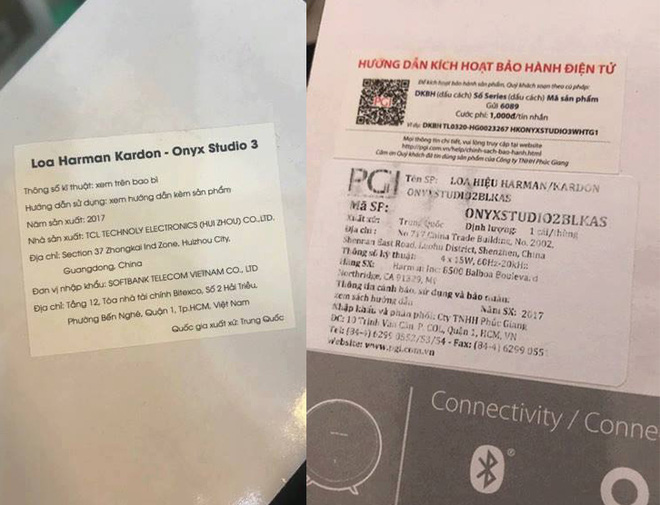 Loa Harman Kardon - Onyx Studio 3
Thông số kĩ thuật: xem trên bao bì
Hướng dẫn sử dụng: xem hướng dẫn kèm sản phẩm
Năm sản xuất: 2017
Nhà sản xuất: TCL TECHNOLY ELECTRONICS (HUI ZHOU) CO.,LTD.
Địa chỉ: Section 37 Zhongkai Ind Zone, Huizhou City,
Guangdong, China
Đơn vị nhập khẩu: SOFTBANK TELECOM VIETNAM CO., LTD
Địa chỉ: Tầng 12, Tòa nhà tài chính Bitexco, Số 2 Hải Triều,
Phường Bến Nghé, Quận 1, Tp.HCM, Việt Nam
Quốc gia xuất xứ: Trung Quốc
HƯỚNG DẪN KÍCH HOẠT BẢO HÀNH ĐIỆN TỬ
Để kích hoạt bảo hành sản phẩm, Quý khách soạn theo cú pháp:
DKBH (dấu cách) Số Series (dấu cách) Mã sản phẩm
Gửi 6089
Cước phí: 1,000đ/tin nhắn
Ví dụ: DKBH TL0320-HG0023267 HKONYXSTUDIO3WHTG1
Mọi thông tin chi tiết, vui lòng truy cập tại website:
http://pgi.com.vn/help/chinh-sach-bao-hanh.html
Cảm ơn Quý khách đã tin dùng sản phẩm của Công ty TNHH Phúc Giang
PGI
Tên SP: LOA HIỆU HARMAN/KARDON
ONYXSTUDIO2BLKAS
Mã SP: ONYXSTUDIO2BLKAS
Xuất xứ: Trung Quốc Định lượng: 1 cái/thùng
Địa chỉ: No 717 China Trade Building, No. 2002,
Shennan East Road, Luohu District, Shenzhen, China
Thông số kỹ thuật: 4 x 15W, 60Hz-20kHz
Hãng SX: Harman Inc: 8500 Balboa Boulevard
Northridge, CA 91329, Mỹ
Thông tin cảnh báo, sử dụng và bảo quản:
Xem sách hướng dẫn Năm SX: 2017
Nhập khẩu và phân phối: Cty TNHH Phúc Giang
ĐC: 10 Trịnh Văn Cấn P. COL, Quận 1, HCM, VN
Tel: (84-4) 6299 0552/53/54 - Fax: (84-4) 6299 055
Website: www.pgi.com.vn
Connectivity / Conne